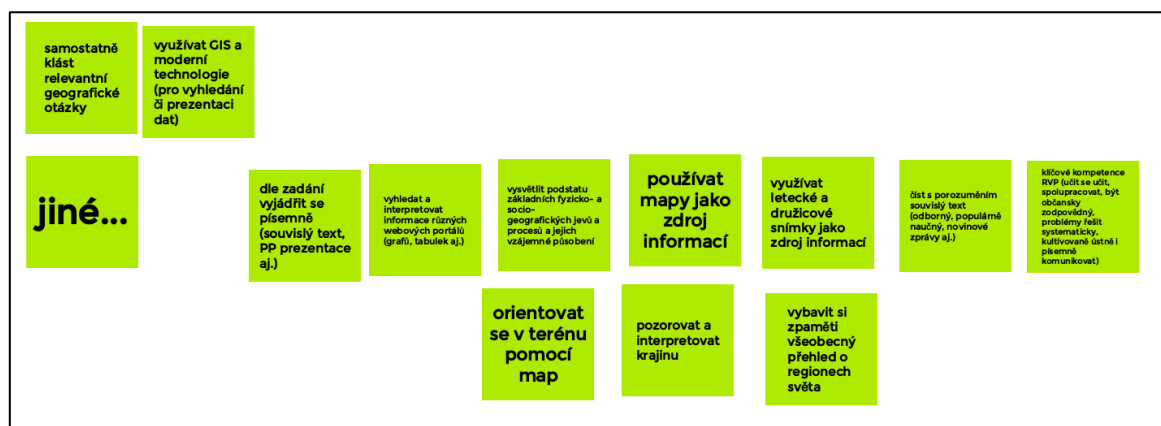 samostatně
klást
relevantní
geografické
otázky
využívat GIS a
moderní
technologie
(pro vyhledání
či prezentaci
dat)
jiné...
dle zadání
vyjádřit se
písemně
(souvislý text,
PP prezentace
aj.)
vyhledat a
interpretovat
informace různých
webových portálů
(grafů, tabulek aj.)
vysvětlit podstatu
základních fyzicko- a
socio-
geografických jevů a
procesů a jejich
vzájemné působení
používat
mapy jako
zdroj
informací
využívat
letecké a
družicové
snímky jako
zdroj informací
číst s porozuměním
souvislý text
(odborný, populárně
naučný, novinové
zprávy aj.)
klíčové kompetence
RVP (učit se učit,
spolupracovat, být
občansky
zodpovědný,
problémy řešit
systematicky,
kultivovaně ústně i
písemně
komunikovat)
orientovat
se v terénu
pomocí
map
pozorovat a
interpretovat
krajinu
vybavit si
zpaměti
všeobecný
přehled o
regionech
světa